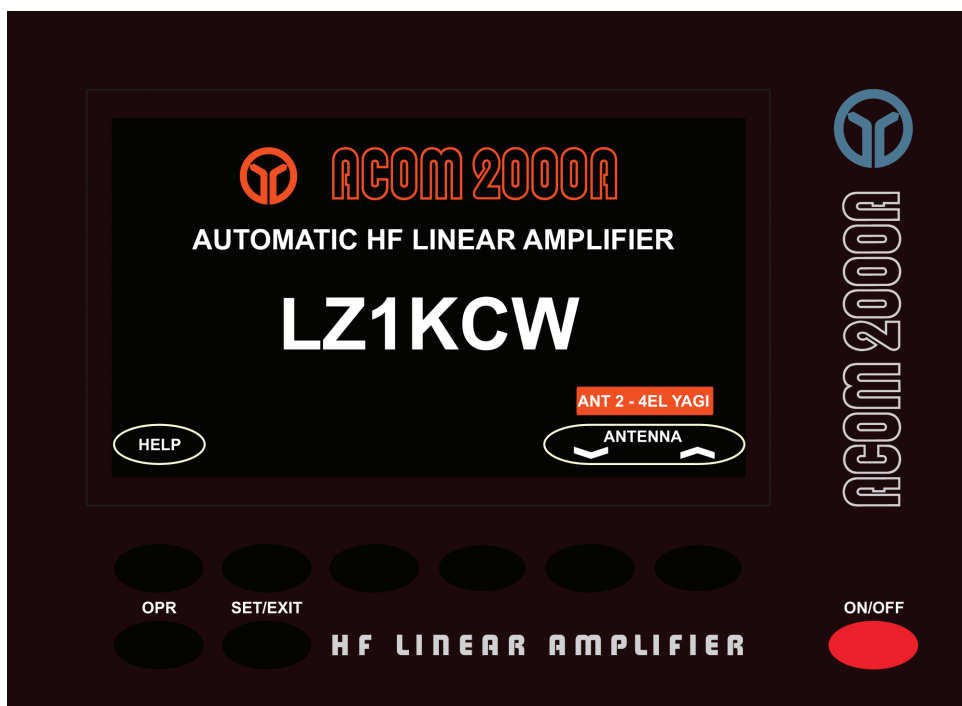 ACOM 2000A
AUTOMATIC HF LINEAR AMPLIFIER
LZ1KCW
ANT 2 - 4EL YAGI
HELP
ANTENNA
ACOM 2000A
OPR
SET/EXIT
ON/OFF
HF LINEAR AMPLIFIER